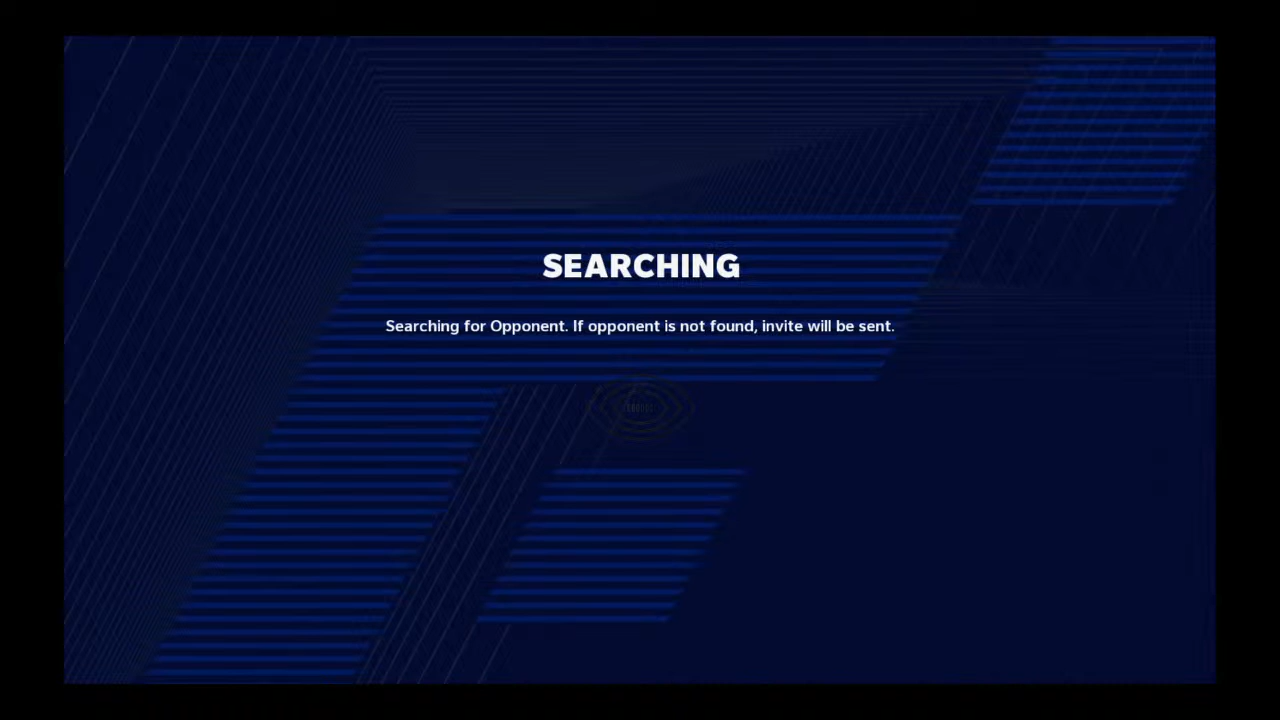 SEARCHING
Searching for Opponent. If opponent is not found, invite will be sent.